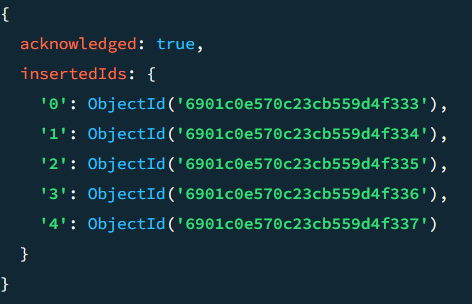 {
acknowledged: true,
insertedIds: {
'0': ObjectId('6901c0e570c23cb559d4f333'),
'1': ObjectId('6901c0e570c23cb559d4f334'),
'2': ObjectId('6901c0e570c23cb559d4f335'),
'3': ObjectId('6901c0e570c23cb559d4f336'),
'4': ObjectId('6901c0e570c23cb559d4f337')
}
}